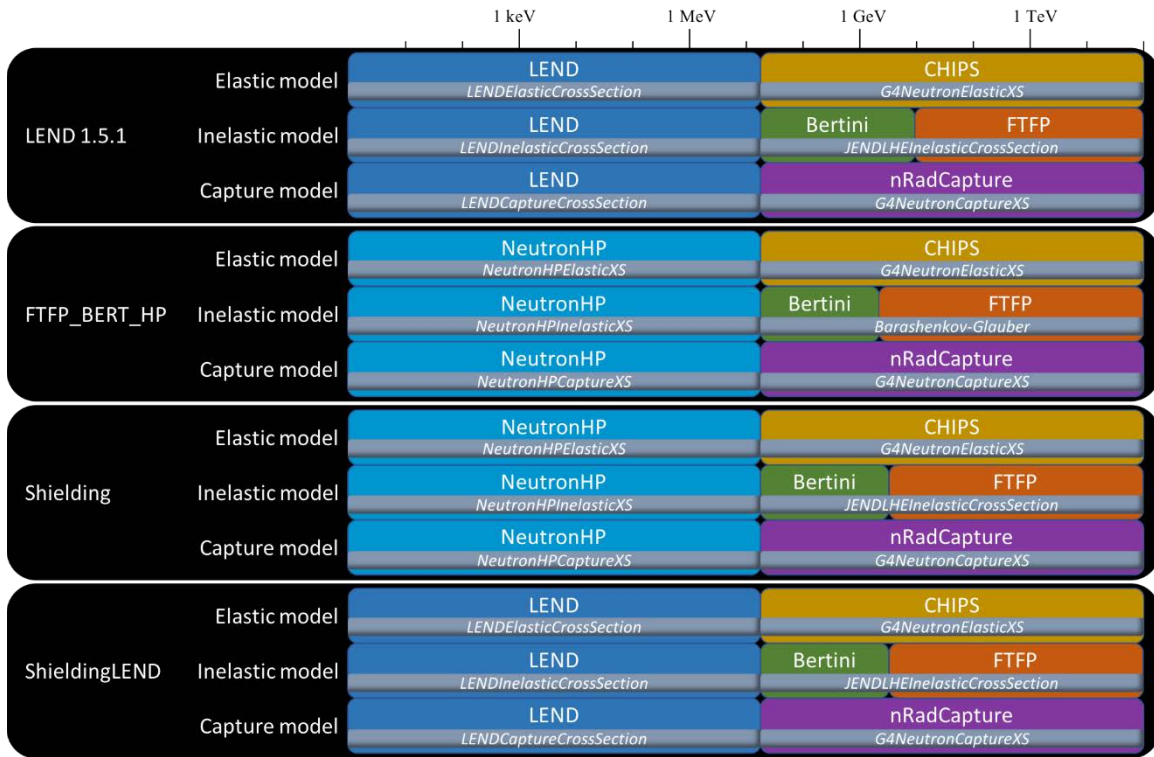 1 keV 1 MeV 1 GeV 1 TeV
LEND 1.5.1
Elastic model LEND CHIPS
LENDElasticCrossSection G4NeutronElasticXS
Inelastic model LEND Bertini FTFP
LENDInelasticCrossSection JENDLHEInelasticCrossSection
Capture model LEND nRadCapture
LENDCaptureCrossSection G4NeutronCaptureXS
FTFP_BERT_HP
Elastic model NeutronHP CHIPS
NeutronHPElasticXS G4NeutronElasticXS
Inelastic model NeutronHP Bertini FTFP
NeutronHPInelasticXS Barashenkov-Glauber
Capture model NeutronHP nRadCapture
NeutronHPCaptureXS G4NeutronCaptureXS
Shielding
Elastic model NeutronHP CHIPS
NeutronHPElasticXS G4NeutronElasticXS
Inelastic model NeutronHP Bertini FTFP
NeutronHPInelasticXS JENDLHEInelasticCrossSection
Capture model NeutronHP nRadCapture
NeutronHPCaptureXS G4NeutronCaptureXS
ShieldingLEND
Elastic model LEND CHIPS
LENDElasticCrossSection G4NeutronElasticXS
Inelastic model LEND Bertini FTFP
LENDInelasticCrossSection JENDLHEInelasticCrossSection
Capture model LEND nRadCapture
LENDCaptureCrossSection G4NeutronCaptureXS